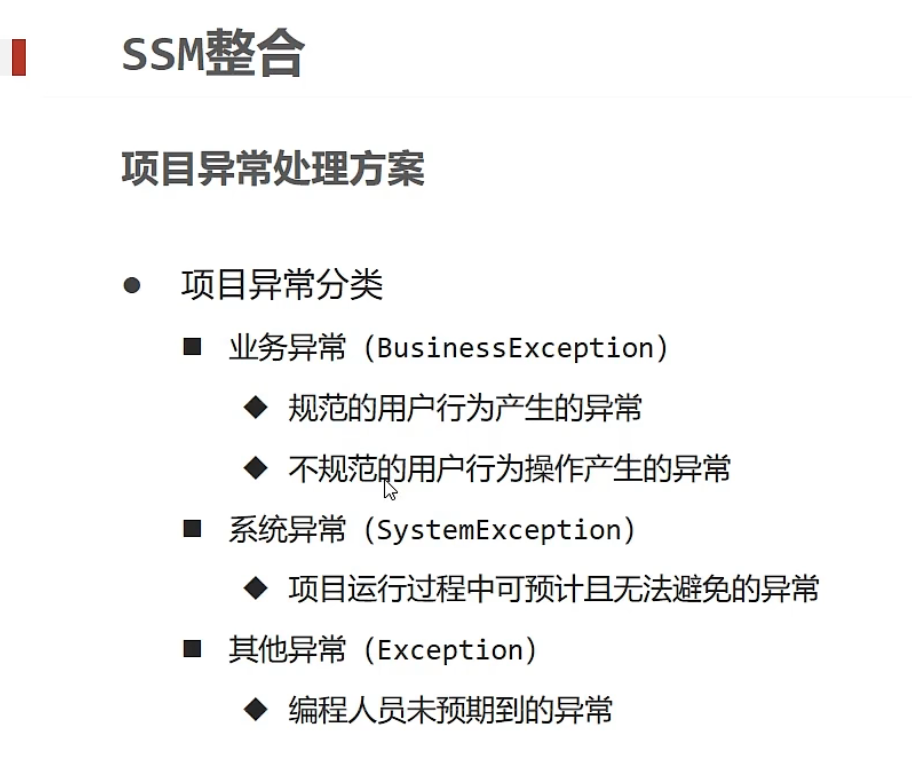 SSM整合
项目异常处理方案
项目异常分类
业务异常（BusinessException）
规范的用户行为产生的异常
不规范的用户行为操作产生的异常
系统异常（SystemException）
项目运行过程中可预计且无法避免的异常
其他异常（Exception）
编程人员未预期到的异常